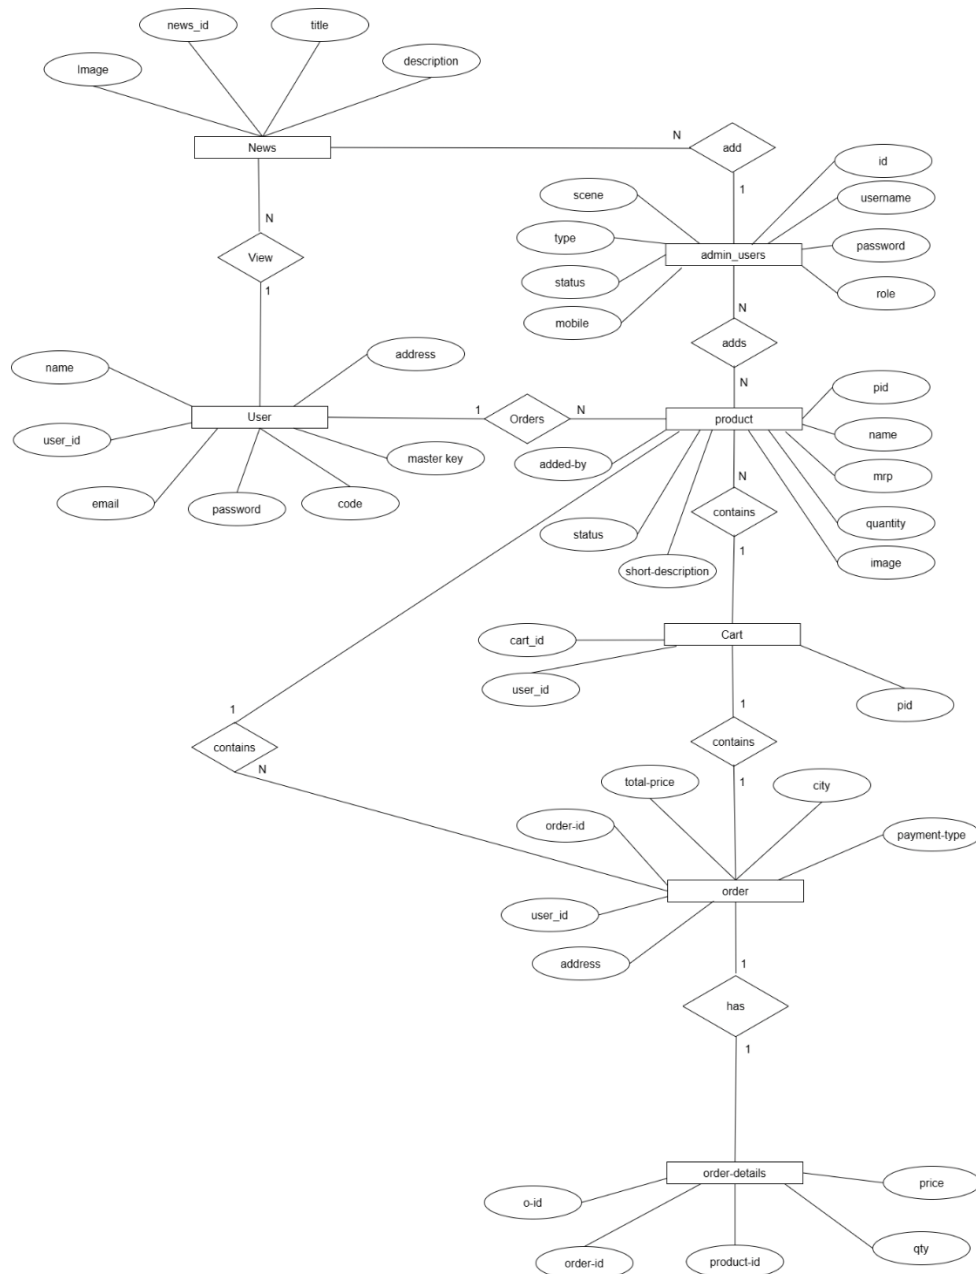 news_id
title
Image
description
News
N
add
1
id
scene
username
type
password
admin_users
status
role
mobile
N
View
1
N
adds
N
name
address
User
user_id
master key
email
password
code
1
Orders
N
product
pid
name
added-by
mrp
N
contains
1
status
quantity
short-description
image
Cart
cart_id
user_id
pid
1
contains
N
1
contains
1
total-price
city
order-id
payment-type
order
user_id
address
1
has
1
order-details
o-id
price
order-id
product-id
qty